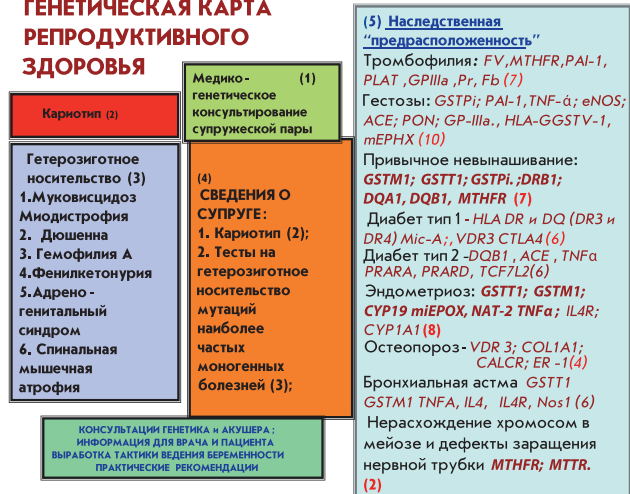 ГЕНЕТИЧЕСКАЯ КАРТА
РЕПРОДУКТИВНОГО
ЗДОРОВЬЯ
Кариотип (2)
Медико- (1)
генетическое
консультирование
супружеской пары
Гетерозиготное
носительство (3)
1.Муковисцидоз
Миодистрофия
2. Дюшенна
3. Гемофилия А
4.Фенилкетонурия
5.Адрено-
генитальный
синдром
6. Спинальная
мышечная
атрофия
(4)
СВЕДЕНИЯ О
СУПРУГЕ:
1. Кариотип (2);
2. Тесты на
гетерозиготное
носительство
мутаций
наиболее
частых
моногенных
болезней (3);
КОНСУЛЬТАЦИИ ГЕНЕТИКА и АКУШЕРА;
ИНФОРМАЦИЯ ДЛЯ ВРАЧА И ПАЦИЕНТА
ВЫРАБОТКА ТАКТИКИ ВЕДЕНИЯ БЕРЕМЕННОСТИ
ПРАКТИЧЕСКИЕ РЕКОМЕНДАЦИИ
(5) Наследственная
“предрасположенность”
Тромбофилия: FV,MTHFR,PAI-1,
PLAT ,GPIIIa ,Pr, Fb (7)
Гестозы: GSTPi; PAI-1,TNF-ά; eNOS;
ACE; PON; GP-IIIa., HLA-GGSTV-1,
mEPHX (10)
Привычное невынашивание:
GSTM1; GSTT1;GSTPi.;DRB1;
DQA1,DQB1, MTHFR (7)
Диабет тип 1- HLA DR и DQ (DR3 и
DR4) Mic-A;,VDR3 CTLA4(6)
Диабет тип 2 -DQB1 , ACE , TNFα
PRARA, PRARD, TCF7L2(6)
Эндометриоз: GSTT1; GSTM1;
CYP19 miEPOX, NAT-2 TNFα; IL4R;
CYP1A1(8)
Остеопороз- VDR 3; COL1A1;
CALCR; ER -1(4)
Бронхиальная астма GSTT1
GSTM1 TNFA, IL4, IL4R, Nos1 (6)
Нерасхождение хромосом в
мейозе и дефекты заращения
нервной трубки MTHFR; MTTR.
(2)